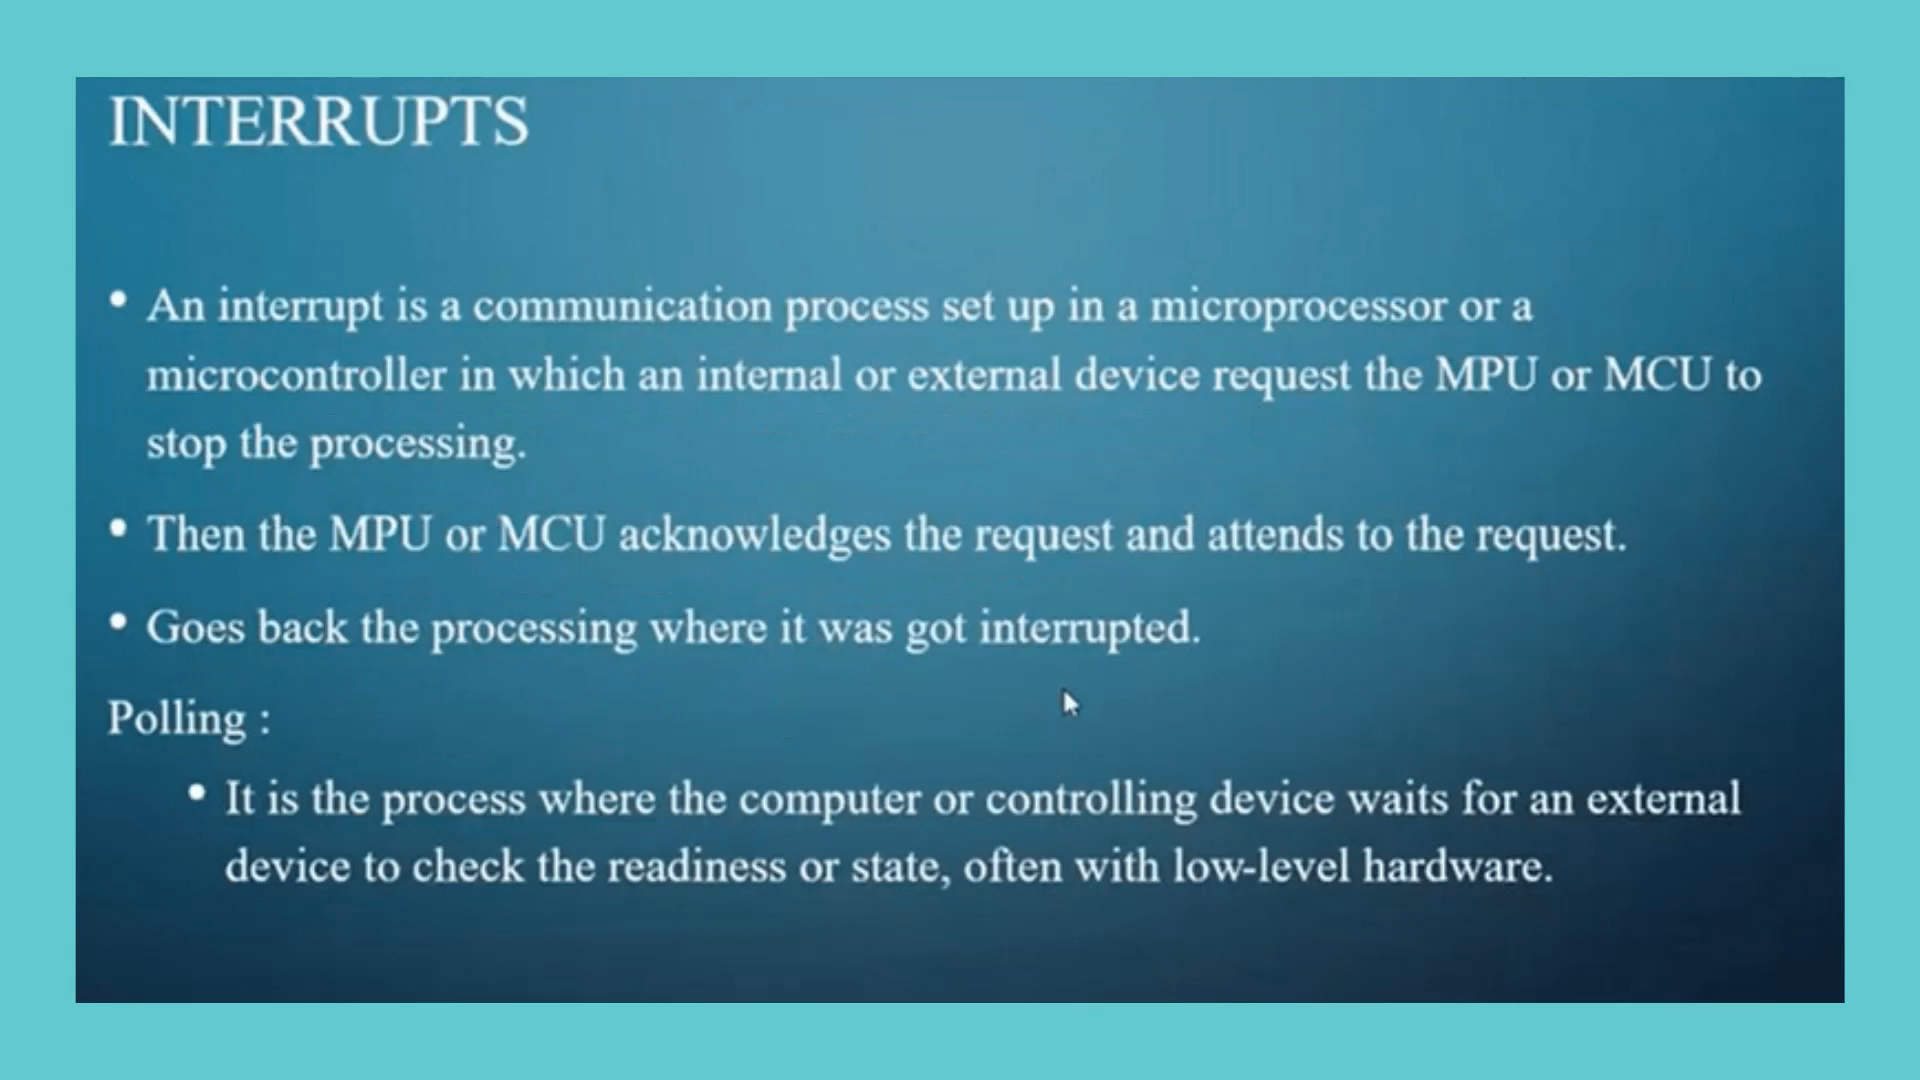 INTERRUPTS
• An interrupt is a communication process set up in a microprocessor or a
microcontroller in which an internal or external device request the MPU or MCU to
stop the processing.
• Then the MPU or MCU acknowledges the request and attends to the request.
• Goes back the processing where it was got interrupted.
Polling :
• It is the process where the computer or controlling device waits for an external
device to check the readiness or state, often with low-level hardware.